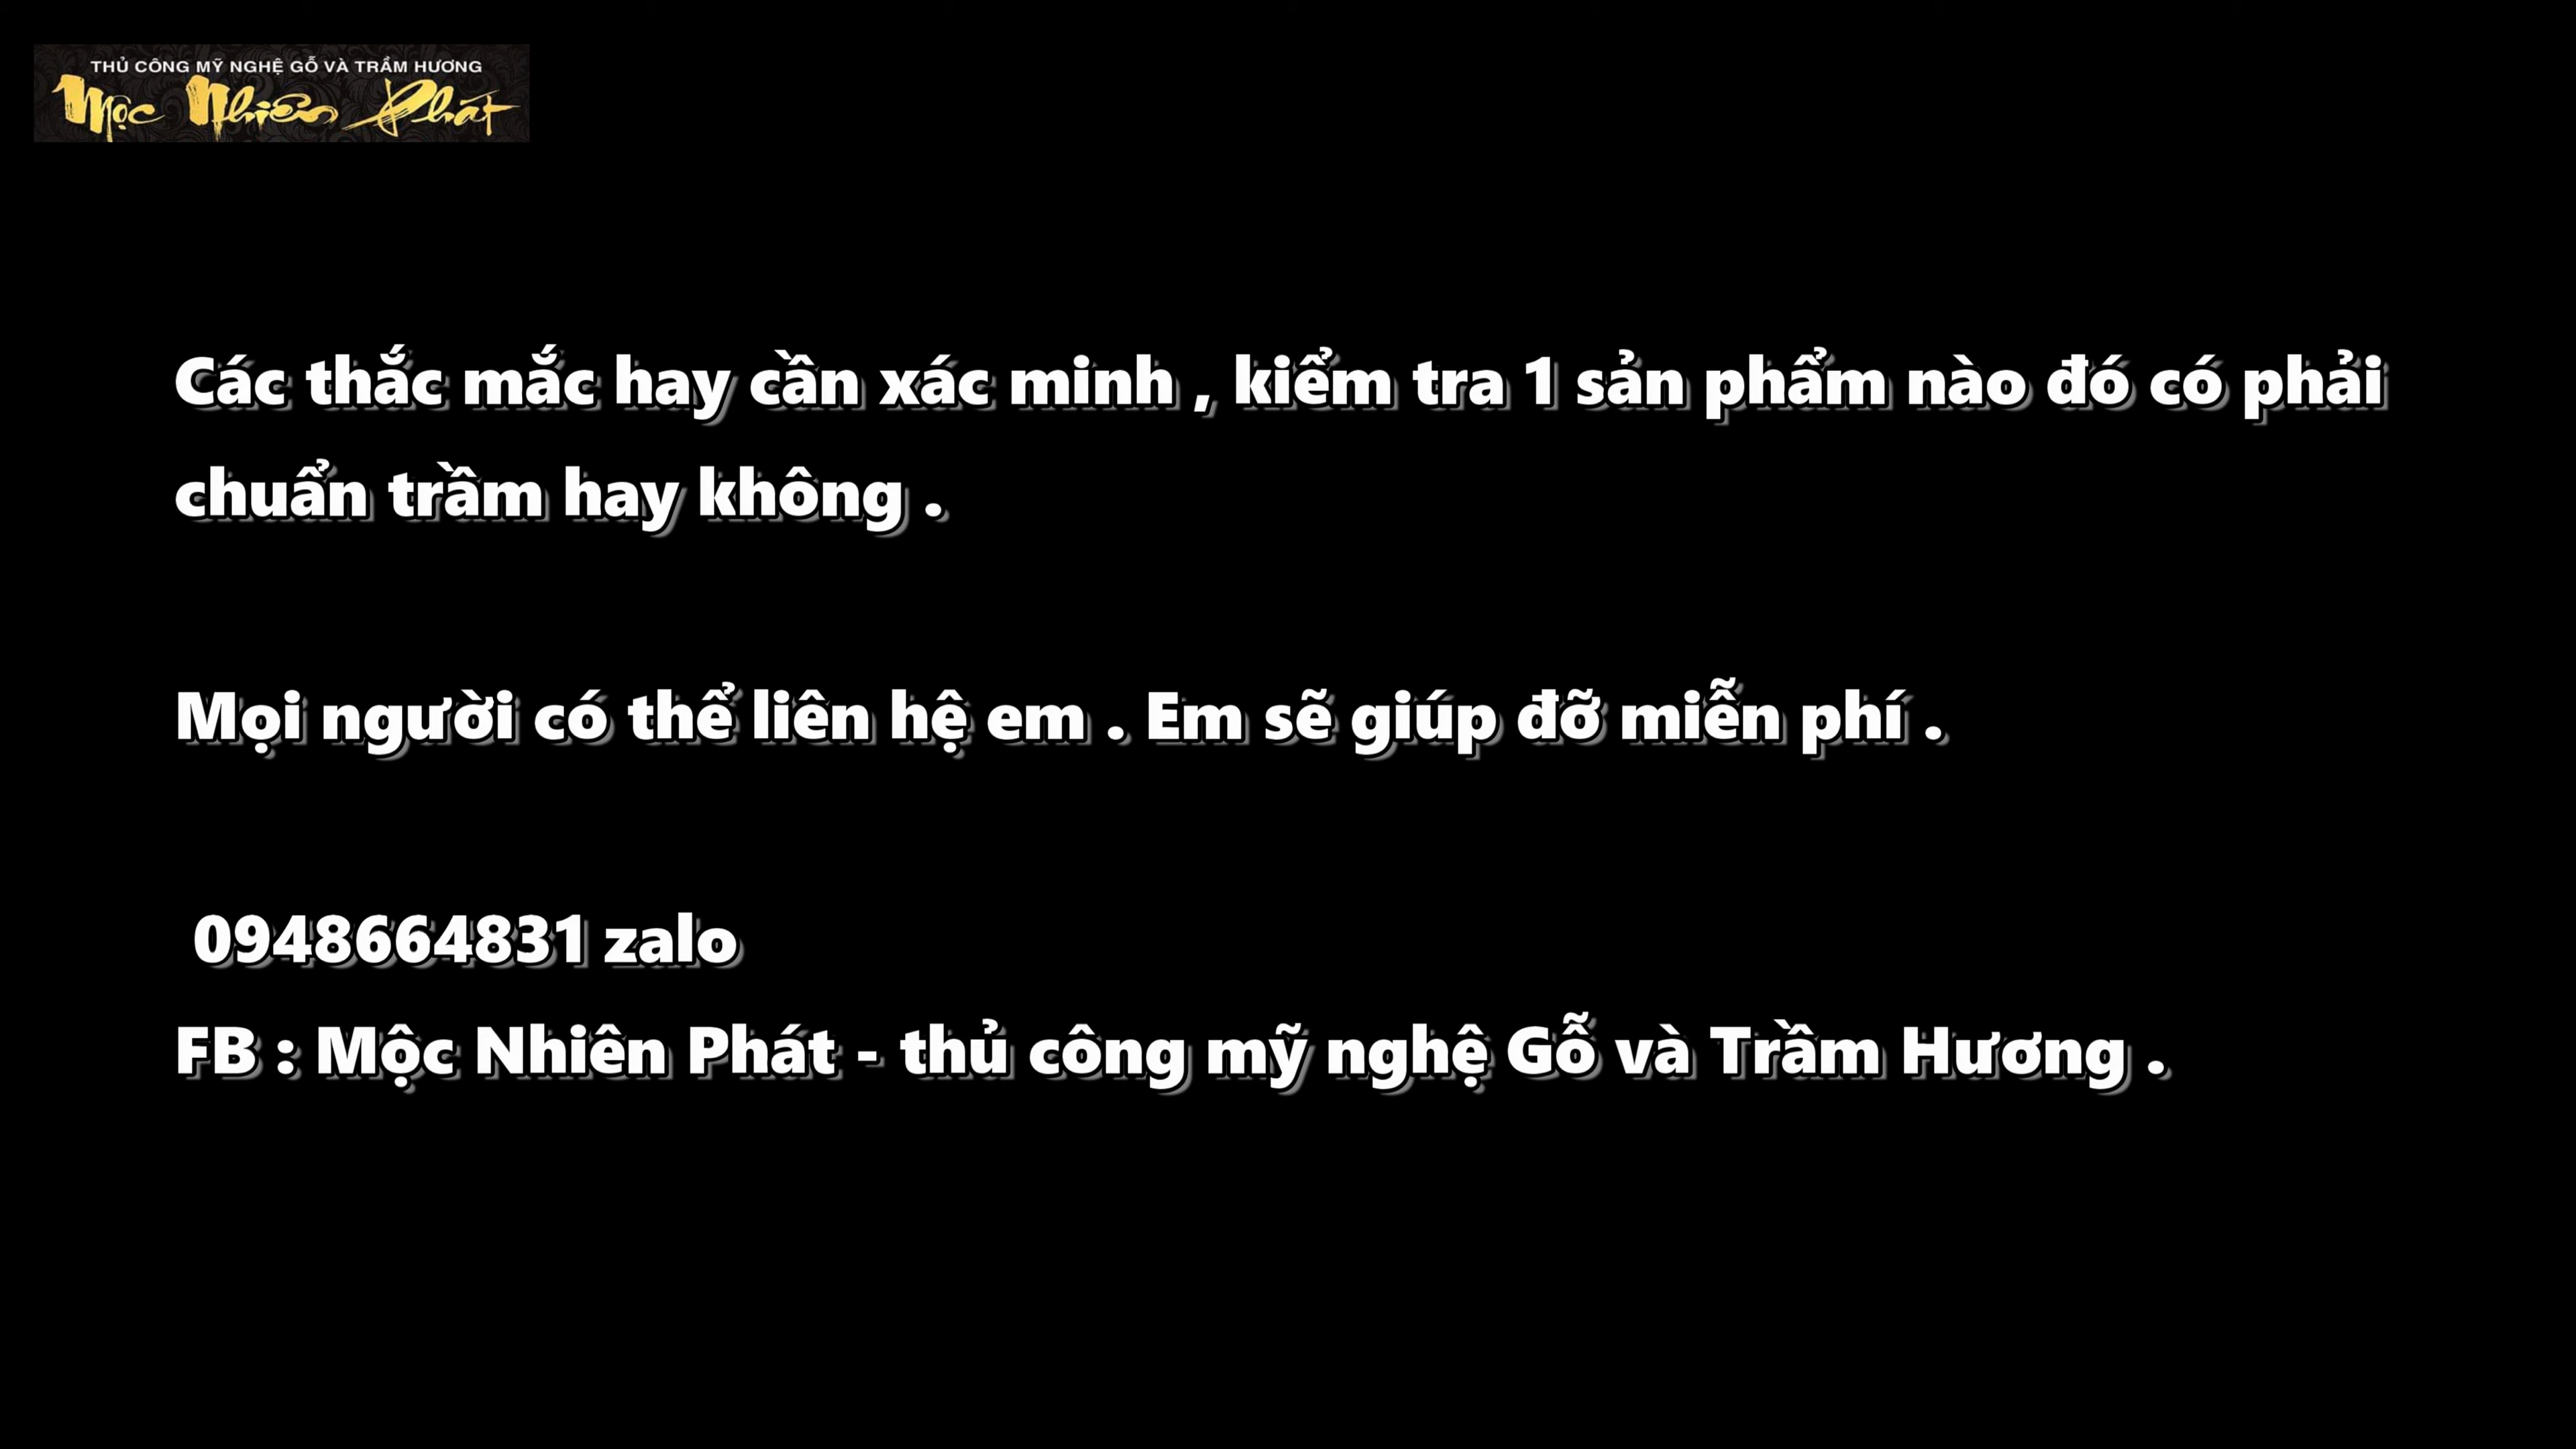 THỦ CÔNG MỸ NGHỆ GỖ VÀ TRẦM HƯƠNG
Mộc Nhiên Phát
Các thắc mắc hay cần xác minh , kiểm tra 1 sản phẩm nào đó có phải
chuẩn trầm hay không .
Mọi người có thể liên hệ em . Em sẽ giúp đỡ miễn phí .
0948664831 zalo
FB : Mộc Nhiên Phát - thủ công mỹ nghệ Gỗ và Trầm Hương .